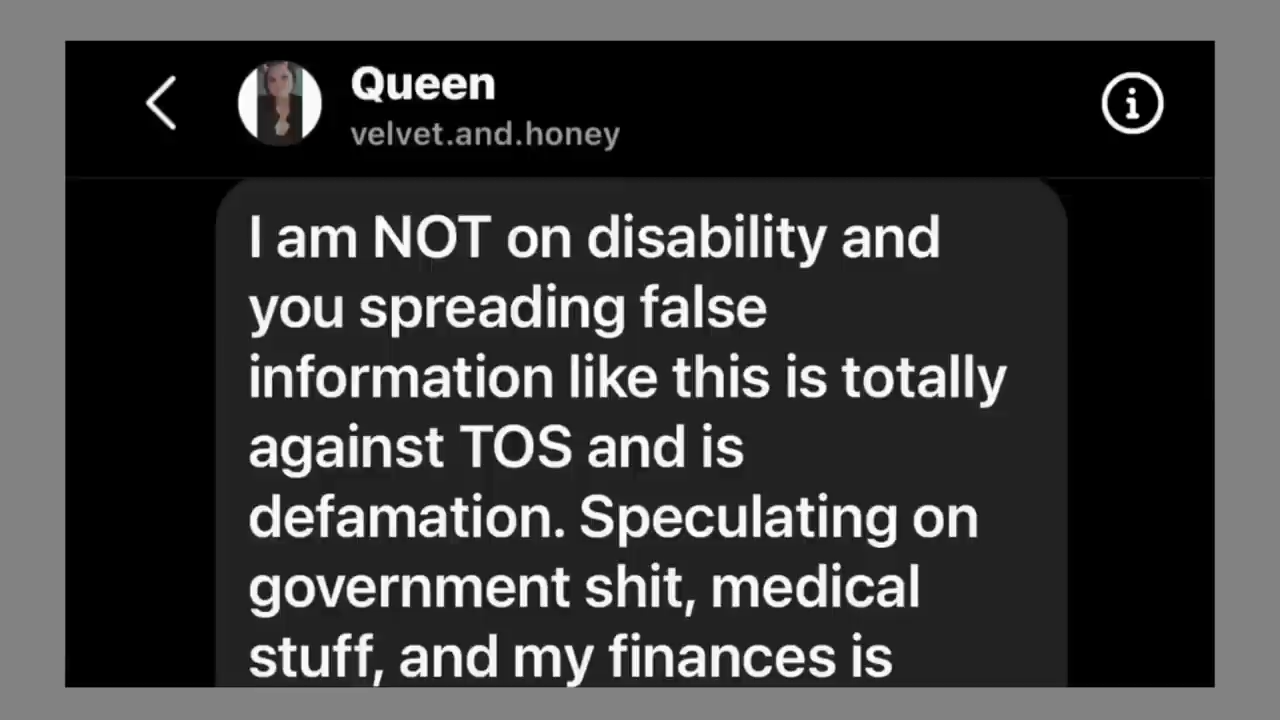 Queen
velvet.and.honey
I am NOT on disability and
you spreading false
information like this is totally
against TOS and is
defamation. Speculating on
government shit, medical
stuff, and my finances is